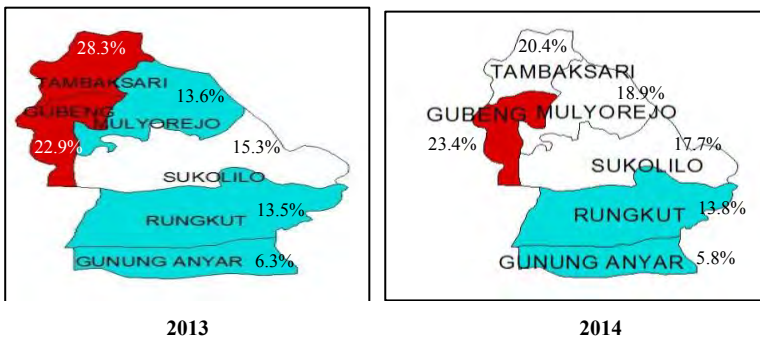 28.3%
TAMBAKSARI
13.6%
GUBENG
MULYOREJO
22.9%
15.3%
SUKOLILO
13.5%
RUNGKUT
GUNUNG ANYAR 6.3%
2013
20.4%
TAMBAKSARI
18.9%
GUBENG MULYOREJO
23.4%
17.7%
SUKOLILO
RUNGKUT 13.8%
GUNUNG ANYAR 5.8%
2014